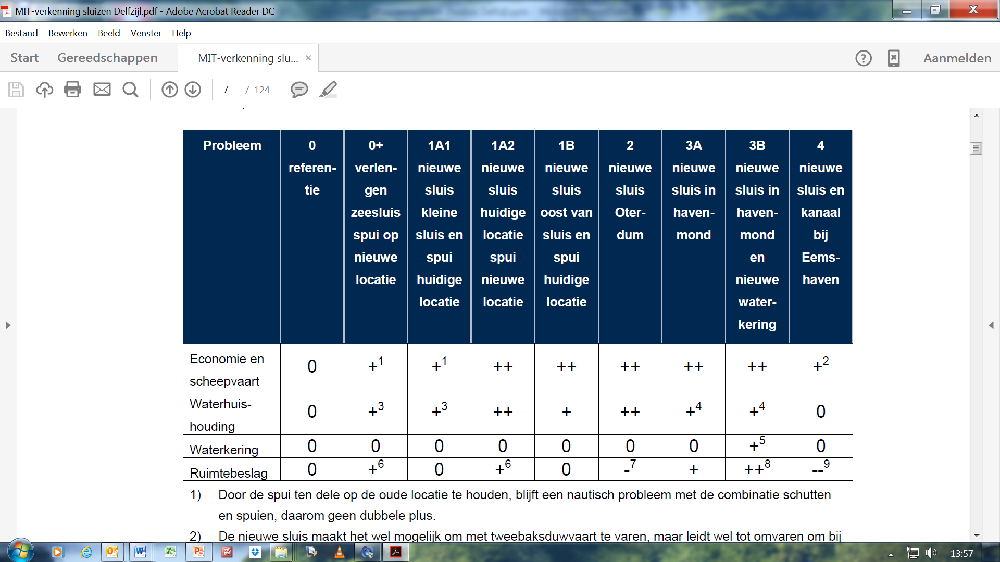 MIT-verkenning sluizen Delfzijl.pdf - Adobe Acrobat Reader DC
Bestand Bewerken Beeld Venster Help
Start Gereedschappen MIT-verkenning slu... × Aanmelden
7 / 124
Probleem 0 0+ 1A1 1A2 1B 2 3A 3B 4
referen- verlen- nieuwe nieuwe nieuwe nieuwe nieuwe nieuwe nieuwe
tie gen sluis sluis sluis sluis sluis in sluis in sluis en
zeesluis kleine huidige oost van Oter- haven- haven- kanaal
spui op sluis en locatie sluis en dum mond mond bij
nieuwe spui spui spui en Eems-
locatie huidige nieuwe huidige nieuwe haven
locatie locatie locatie water-
kering
Economie en
scheepvaart 0 +1 +1 ++ ++ ++ ++ ++ +2
Waterhuis-
houding 0 +3 +3 ++ + ++ +4 +4 0
Waterkering 0 0 0 0 0 0 0 +5 0
Ruimtebeslag 0 +6 0 +6 0 -7 + ++8 --9
1) Door de spui ten dele op de oude locatie te houden, blijft een nautisch probleem met de combinatie schutten
en spuien, daarom geen dubbele plus.
2) De nieuwe sluis maakt het wel mogelijk om met tweebaksduwvaart te varen, maar leidt wel tot omvaren om bij
13:57